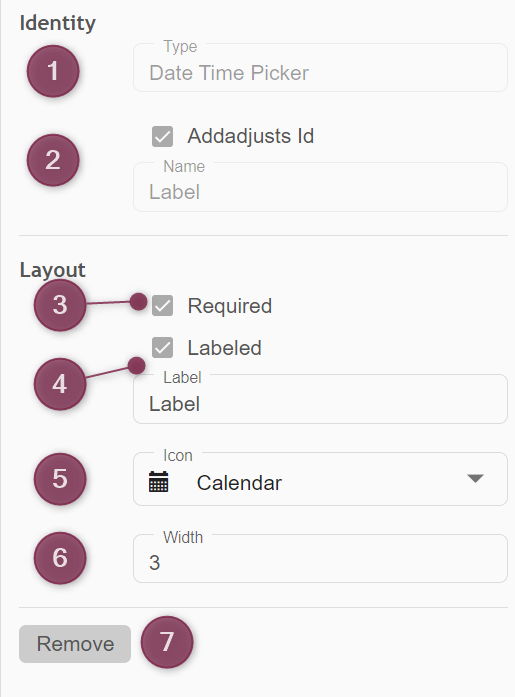 Identity
1
Type
Date Time Picker
Addadjusts Id
2
Name
Label
Layout
3
Required
Labeled
4
Label
Label
5
Icon
Calendar
6
Width
3
Remove
7